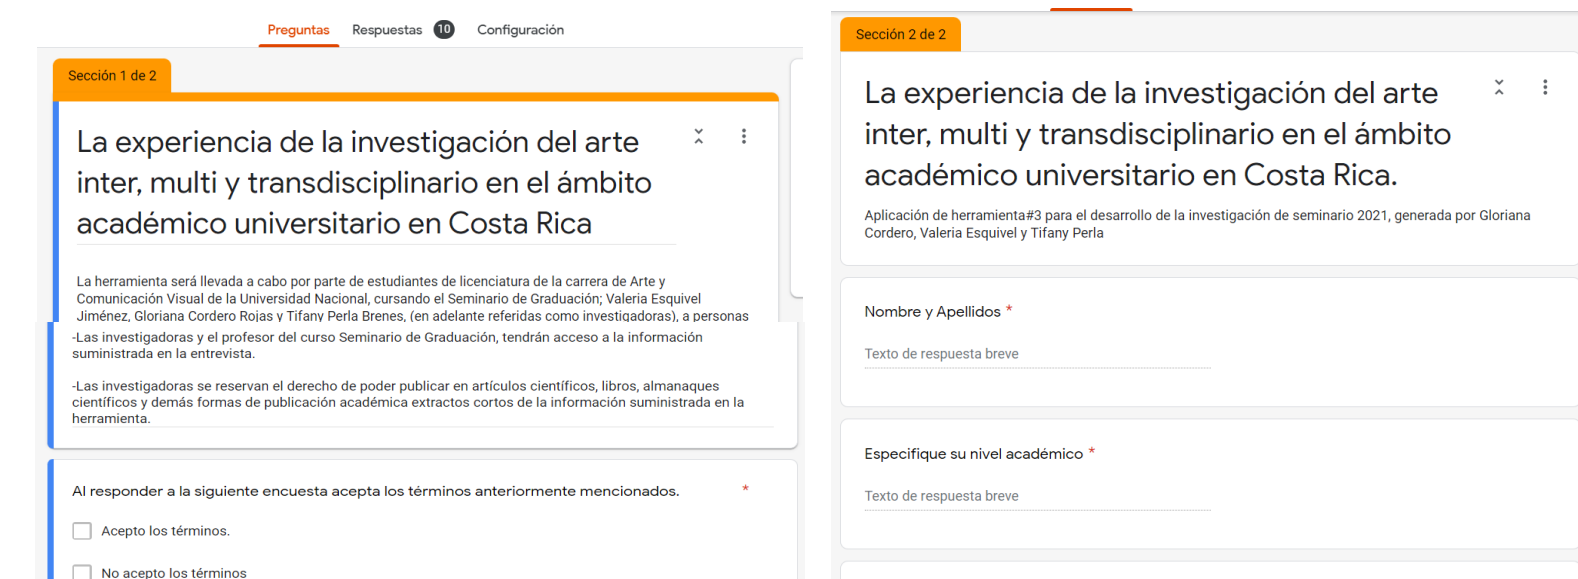 Preguntas Respuestas 10 Configuración
Sección 1 de 2
La experiencia de la investigación del arte
inter, multi y transdisciplinario en el ámbito
académico universitario en Costa Rica
La herramienta será llevada a cabo por parte de estudiantes de licenciatura de la carrera de Arte y
Comunicación Visual de la Universidad Nacional, cursando el Seminario de Graduación; Valeria Esquivel
Jiménez, Gloriana Cordero Rojas y Tifany Perla Brenes, (en adelante referidas como investigadoras), a personas
-Las investigadoras y el profesor del curso Seminario de Graduación, tendrán acceso a la información
suministrada en la entrevista.
-Las investigadoras se reservan el derecho de poder publicar en artículos científicos, libros, almanaques
científicos y demás formas de publicación académica extractos cortos de la información suministrada en la
herramienta.
Al responder a la siguiente encuesta acepta los términos anteriormente mencionados. *
Acepto los términos.
No acepto los términos
Sección 2 de 2
La experiencia de la investigación del arte
inter, multi y transdisciplinario en el ámbito
académico universitario en Costa Rica.
Aplicación de herramienta#3 para el desarrollo de la investigación de seminario 2021, generada por Gloriana
Cordero, Valeria Esquivel y Tifany Perla
Nombre y Apellidos *
Texto de respuesta breve
Especifique su nivel académico *
Texto de respuesta breve